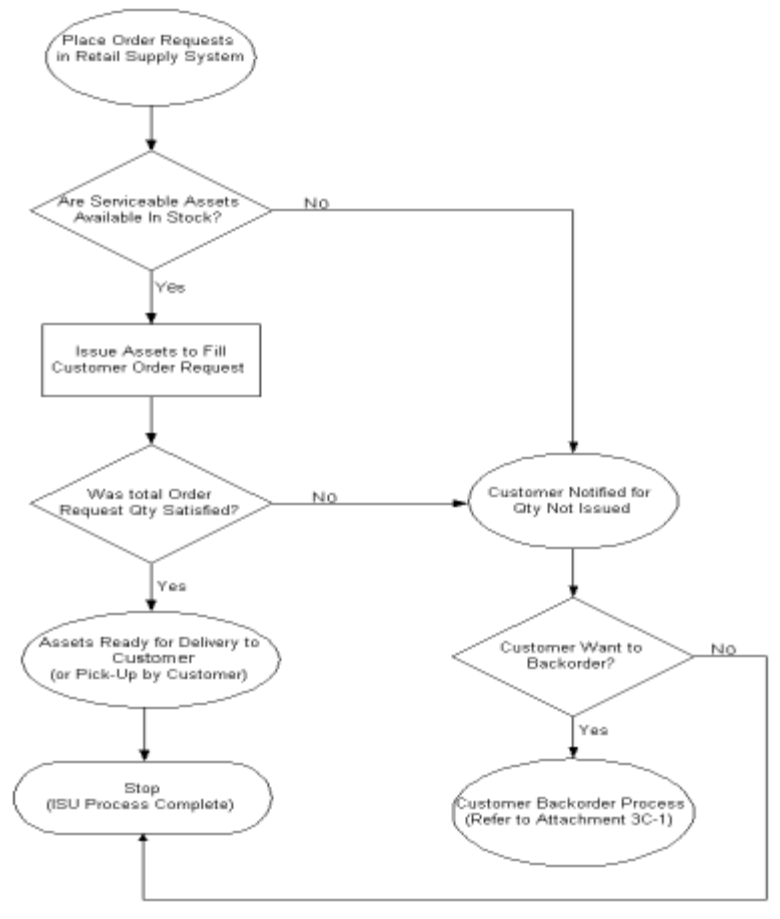 Place Order Requests
in Retail Supply System
Are Serviceable Assets
Available In Stock?
No
Yes
Issue Assets to Fill
Customer Order Request
Was total Order
Request Qty Satisfied?
No
Customer Notified for
Qty Not Issued
Yes
Assets Ready for Delivery to
Customer
(or Pick-Up by Customer)
Customer Want to
Backorder?
No
Yes
Stop
(ISU Process Complete)
Customer Backorder Process
(Refer to Attachment 3C-1)